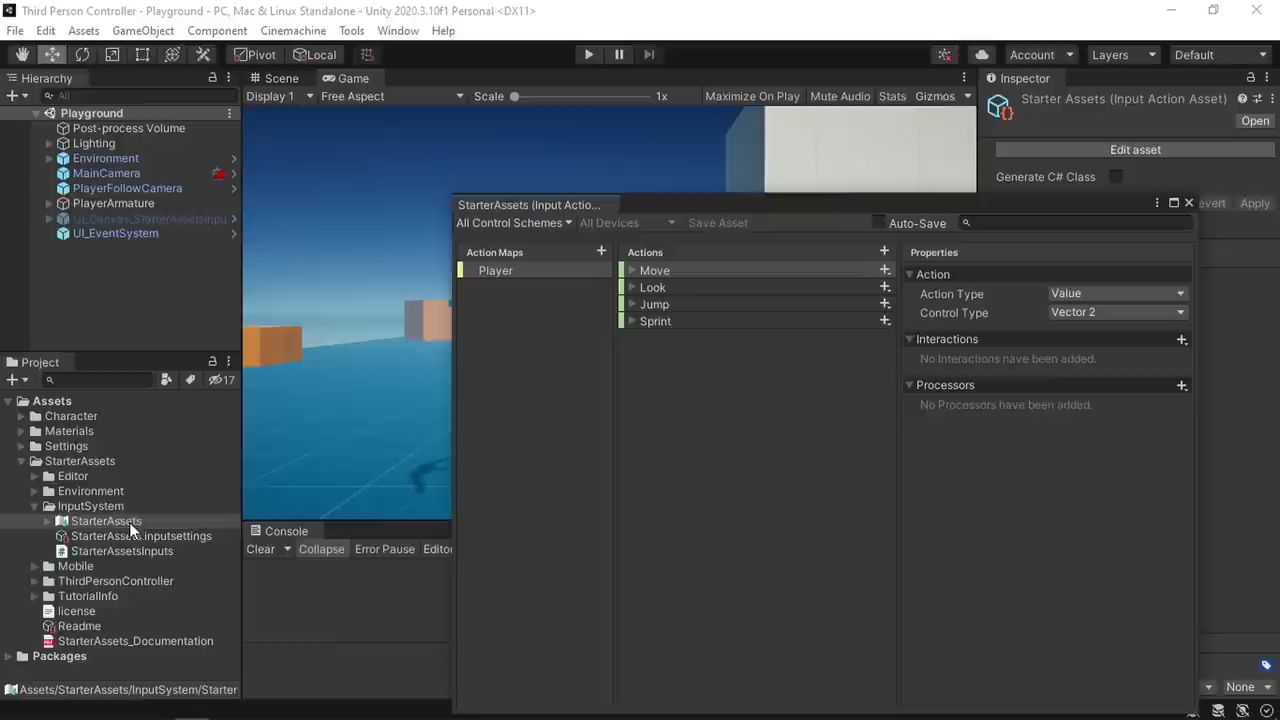 Third Person Controller - Playground - PC, Mac & Linux Standalone - Unity 2020.3.10f1 Personal <DX11>
File Edit Assets GameObject Component Cinemachine Tools Window Help
Pivot Local Account Layers Default
Hierarchy Scene Game Inspector
All Display 1 Free Aspect Scale 1x Maximize On Play Mute Audio Stats Gizmos Starter Assets (Input Action Asset)
Playground Open
Post-process Volume
Lighting Edit asset
Environment
MainCamera Generate C# Class
PlayerFollowCamera
PlayerArmature StarterAssets (Input Actio... evert Apply
UI_Canvas_StarterAssetsInpu All Control Schemes All Devices Save Asset Auto-Save
UI_EventSystem
Action Maps Actions Properties
Player Move Action
Look Action Type Value
Jump Control Type Vector 2
Sprint
Interactions
No Interactions have been added.
Project Processors
17 No Processors have been added.
Assets
Character
Materials
Settings
StarterAssets
Editor
Environment
InputSystem
StarterAssets
StarterAssets.inputsettings Console
StarterAssetsInputs Clear Collapse Error Pause Editor
Mobile
ThirdPersonController
TutorialInfo
license
Readme
StarterAssets_Documentation
Packages
Assets/StarterAssets/InputSystem/Starter None